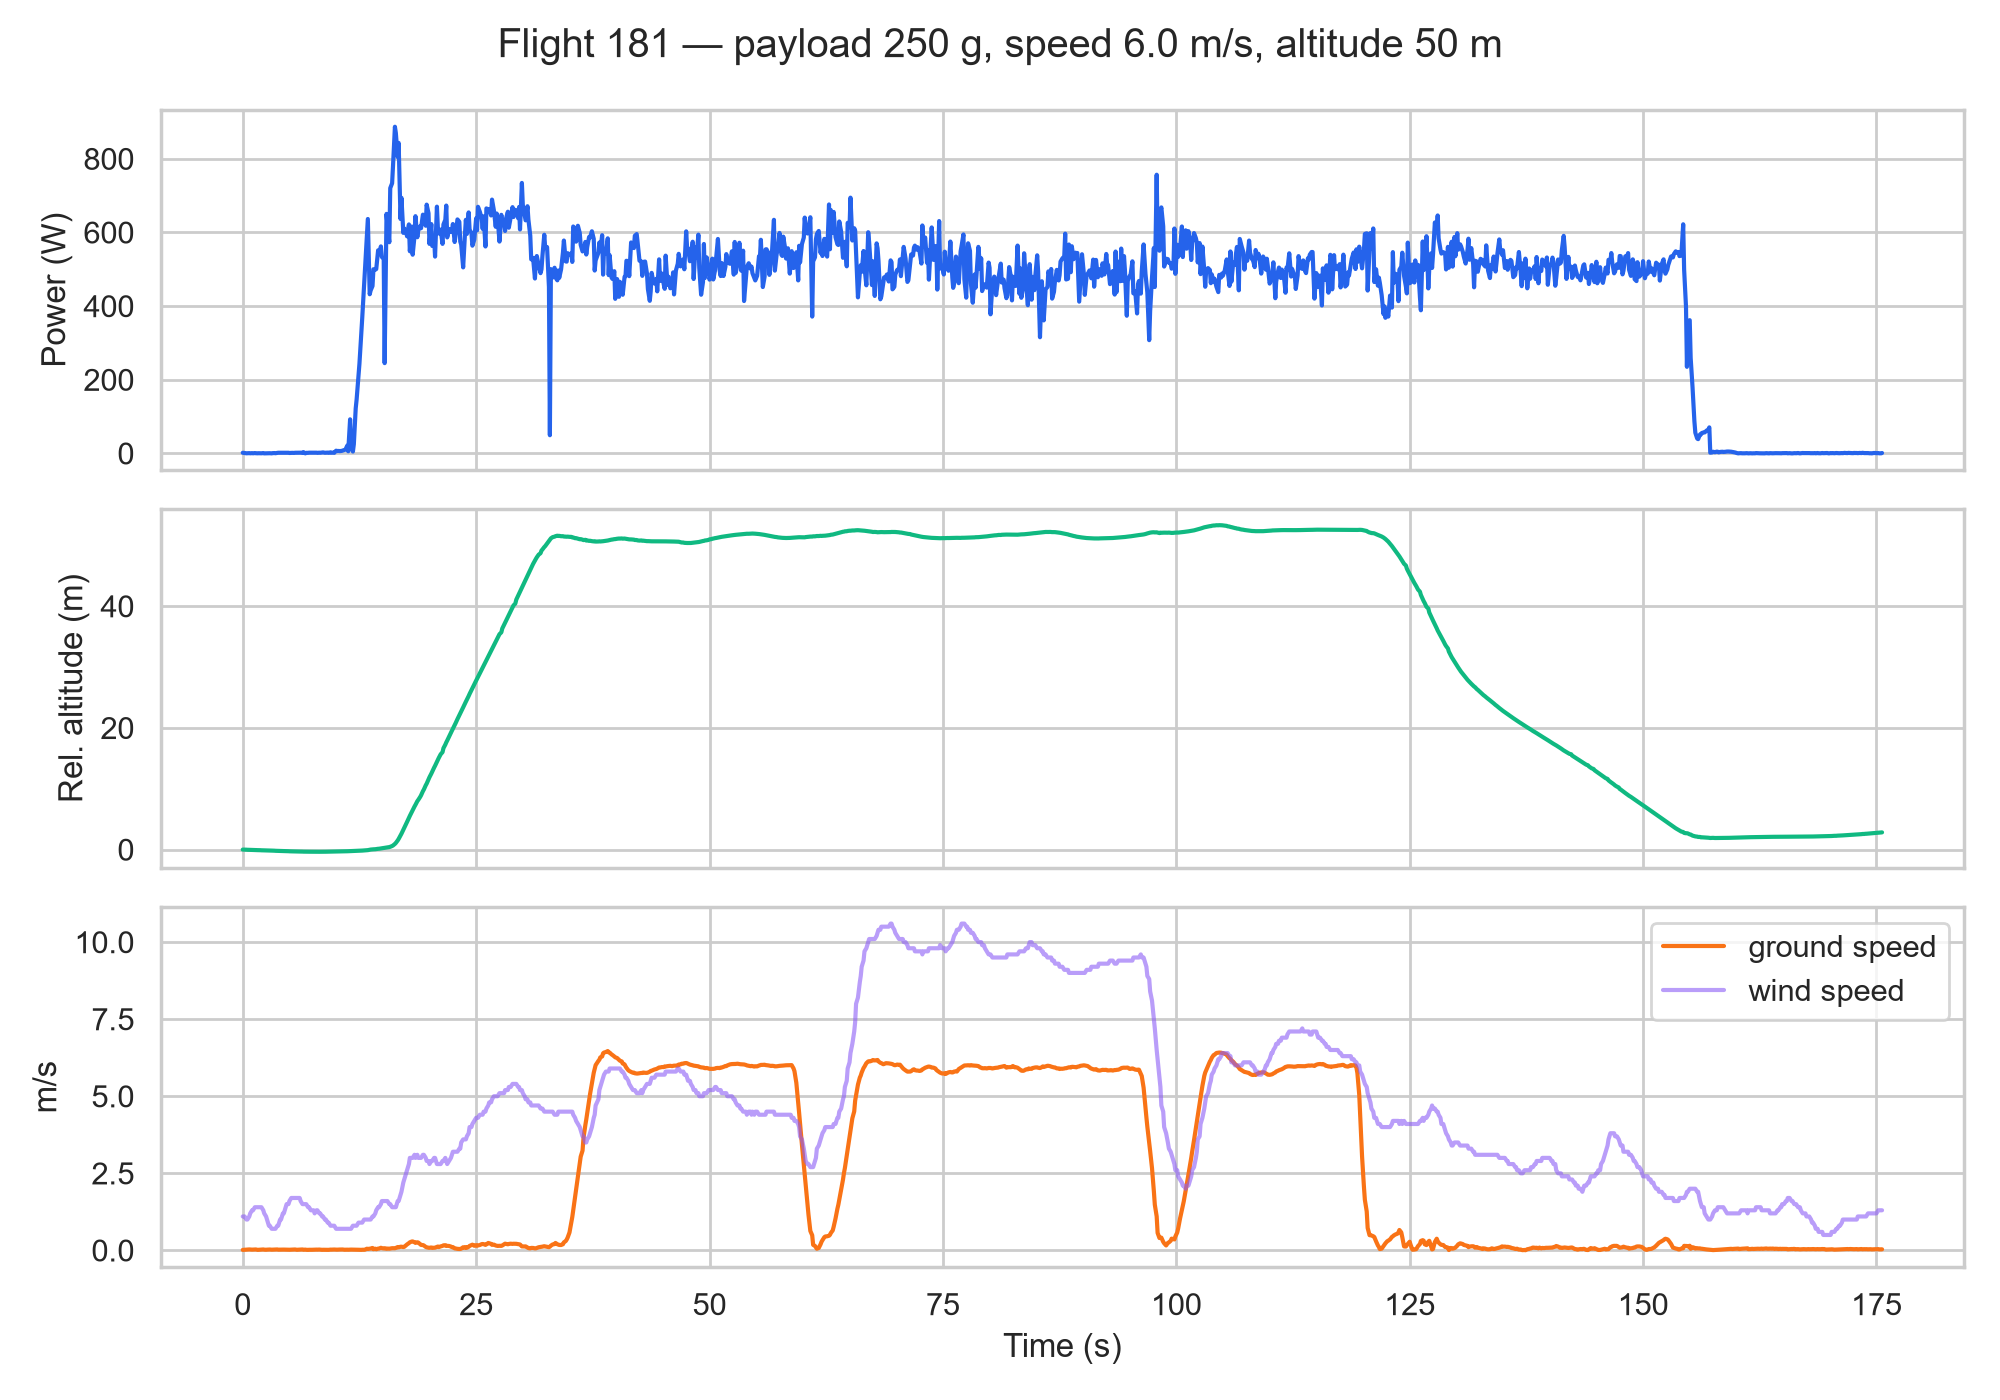 Flight 181 — payload 250 g, speed 6.0 m/s, altitude 50 m
Power (W)
800
600
400
200
0
Rel. altitude (m)
40
20
0
m/s
10.0
7.5
5.0
2.5
0.0
ground speed
wind speed
0 25 50 75 100 125 150 175
Time (s)